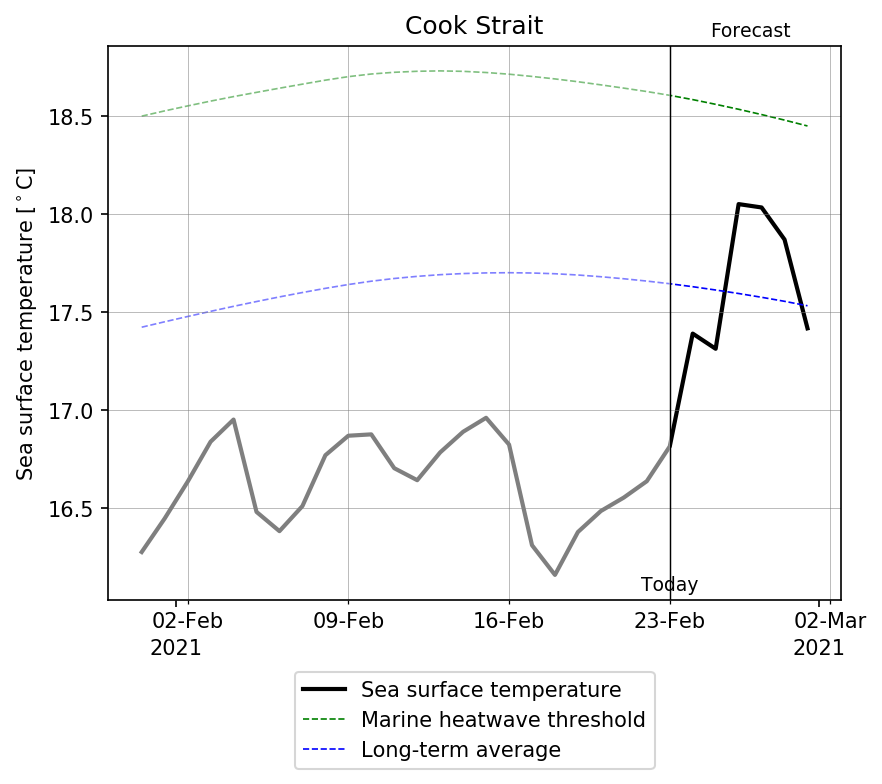 Cook Strait
Forecast
Sea surface temperature [°C]
18.5
18.0
17.5
17.0
16.5
Today
02-Feb
09-Feb
16-Feb
23-Feb
02-Mar
2021
2021
Sea surface temperature
Marine heatwave threshold
Long-term average